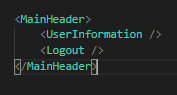 <MainHeader>
    <UserInformation />
    <Logout />
</MainHeader>